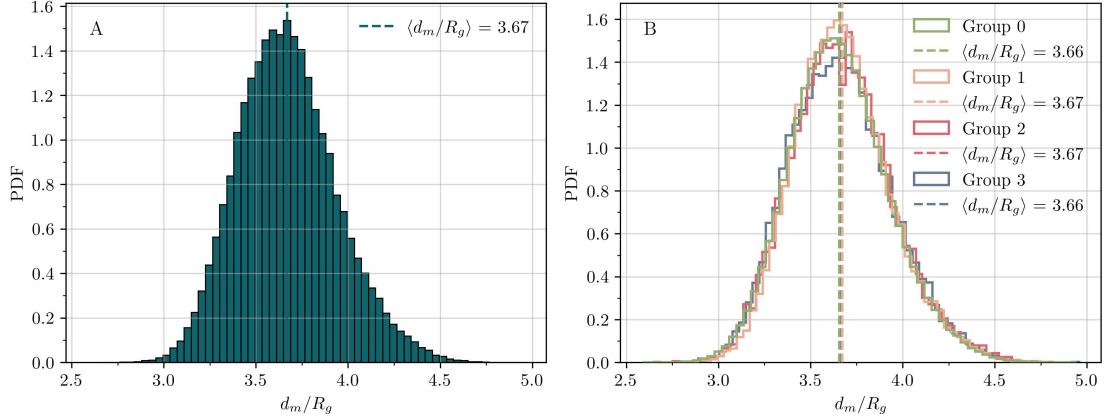 A
⟨d_m/R_g⟩ = 3.67
PDF
1.6
1.4
1.2
1.0
0.8
0.6
0.4
0.2
0.0
2.5 3.0 3.5 4.0 4.5 5.0
d_m/R_g
B
Group 0
⟨d_m/R_g⟩ = 3.66
Group 1
⟨d_m/R_g⟩ = 3.67
Group 2
⟨d_m/R_g⟩ = 3.67
Group 3
⟨d_m/R_g⟩ = 3.66
PDF
1.6
1.4
1.2
1.0
0.8
0.6
0.4
0.2
0.0
2.5 3.0 3.5 4.0 4.5 5.0
d_m/R_g